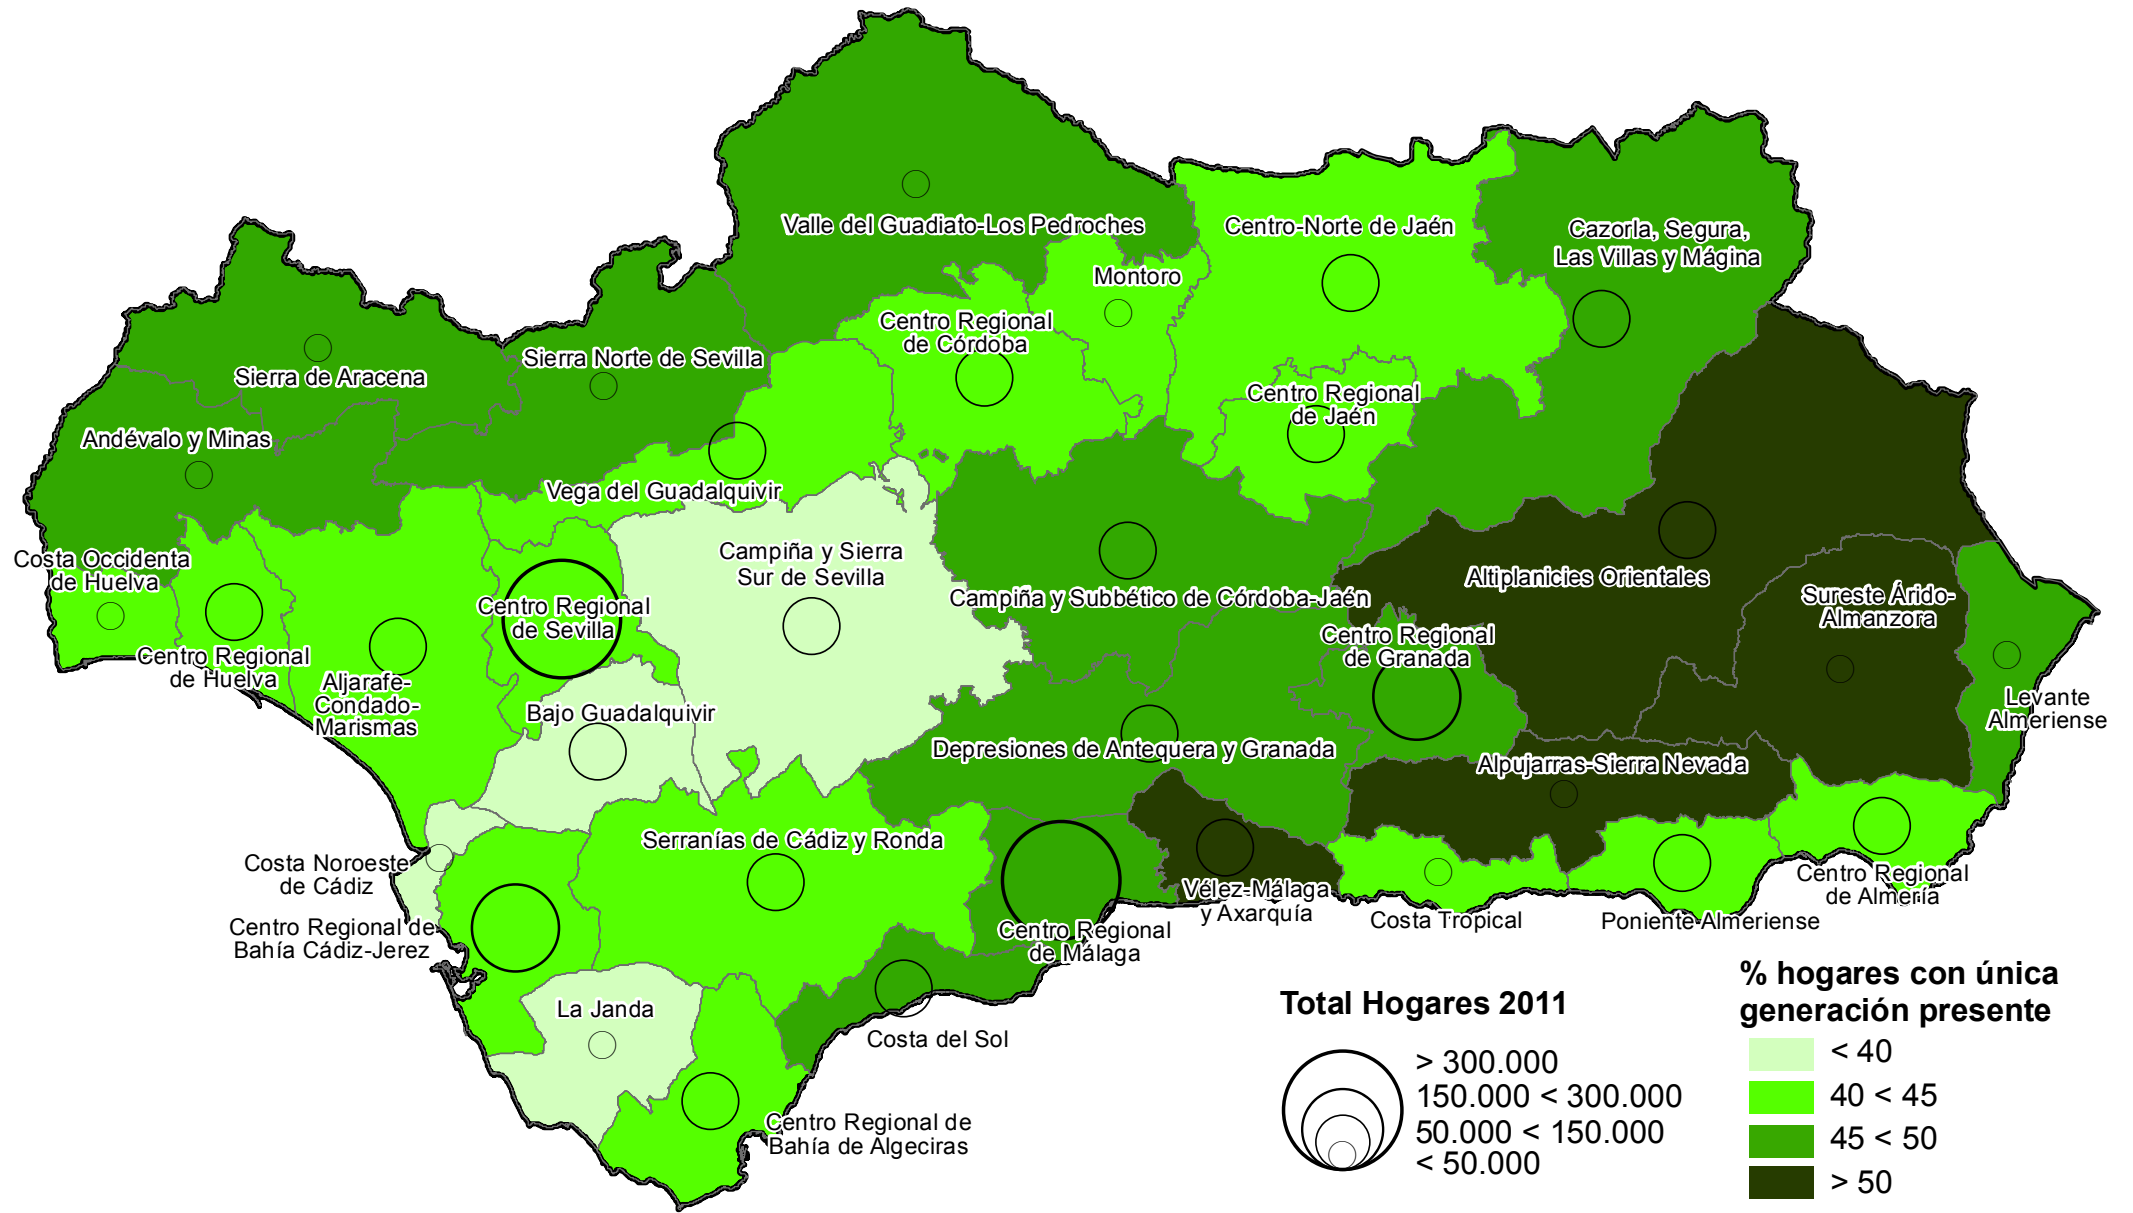 Valle del Guadiato-Los Pedroches
Centro-Norte de Jaén
Cazorla, Segura,
Las Villas y Mágina
Montoro
Centro Regional
de Córdoba
Sierra Norte de Sevilla
Sierra de Aracena
Centro Regional
de Jaén
Andévalo y Minas
Vega del Guadalquivir
Costa Occidenta
de Huelva
Campiña y Sierra
Sur de Sevilla
Altiplanicies Orientales
Sureste Árido-
Almanzora
Campiña y Subbético de Córdoba-Jaén
Centro Regional
de Sevilla
Centro Regional
de Granada
Centro Regional
de Huelva
Aljarafe-
Condado-
Marismas
Bajo Guadalquivir
Levante
Almeriense
Depresiones de Antequera y Granada
Alpujarras-Sierra Nevada
Serranías de Cádiz y Ronda
Costa Noroeste
de Cádiz
Vélez-Málaga
y Axarquía
Centro Regional
de Almería
Costa Tropical
Poniente Almeriense
Centro Regional de
Bahía Cádiz-Jerez
Centro Regional
de Málaga
La Janda
Costa del Sol
Centro Regional de
Bahía de Algeciras
Total Hogares 2011
> 300.000
150.000 < 300.000
50.000 < 150.000
< 50.000
% hogares con única
generación presente
< 40
40 < 45
45 < 50
> 50